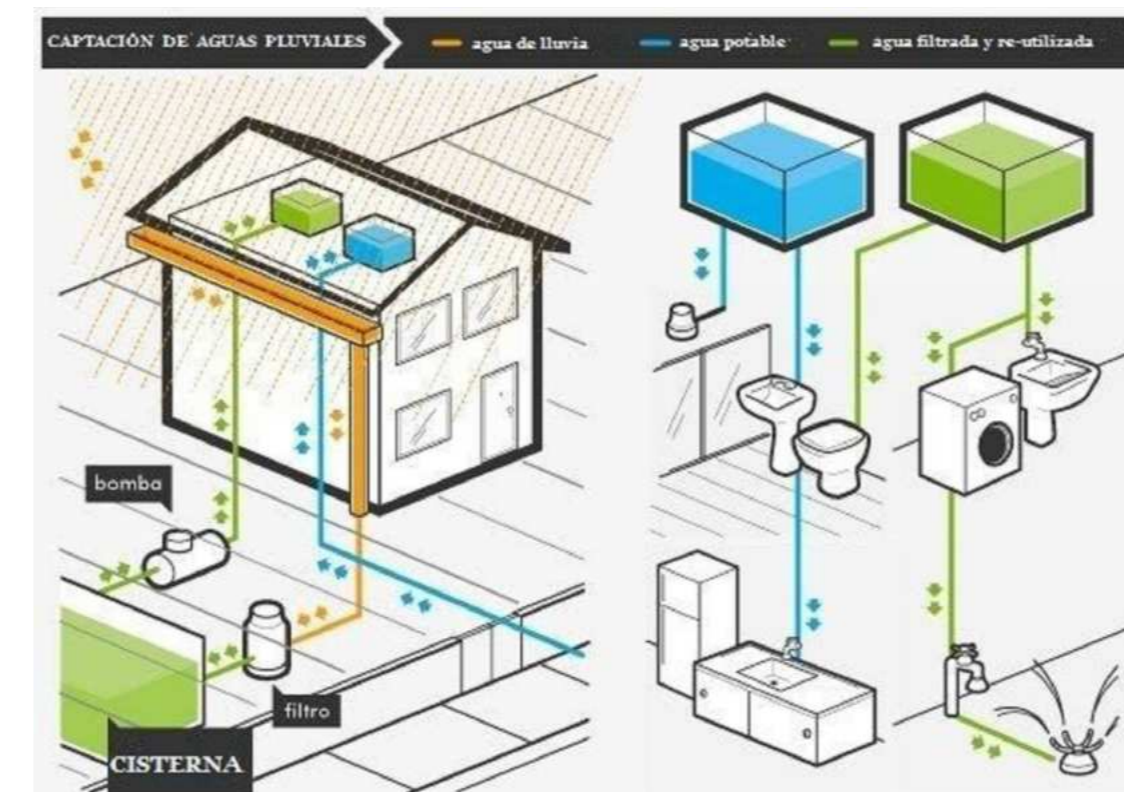 CAPTACIÓN DE AGUAS PLUVIALES
agua de lluvia
agua potable
agua filtrada y re-utilizada
bomba
filtro
CISTERNA